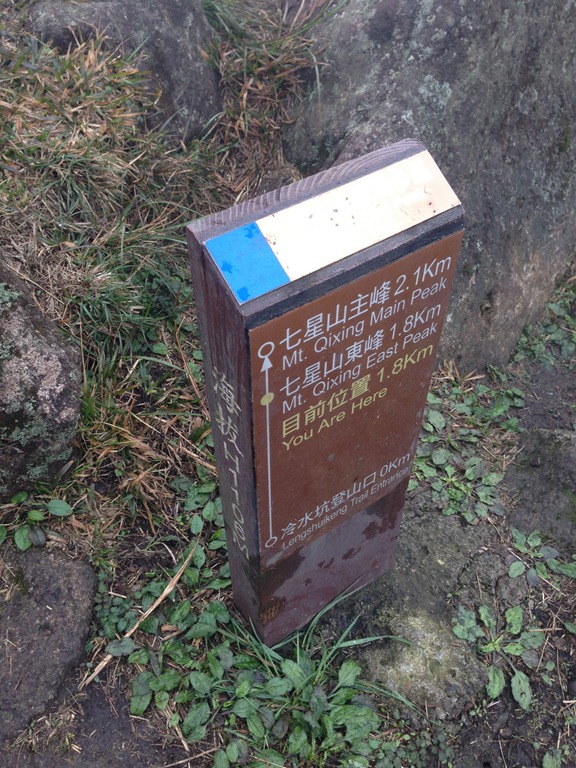 七星山主峰 2.1Km
Mt. Qixing Main Peak
七星山東峰 1.8Km
Mt. Qixing East Peak
目前位置 1.8Km
You Are Here
冷水坑登山口 0Km
Lengshuikeng Trail Entrance
海拔